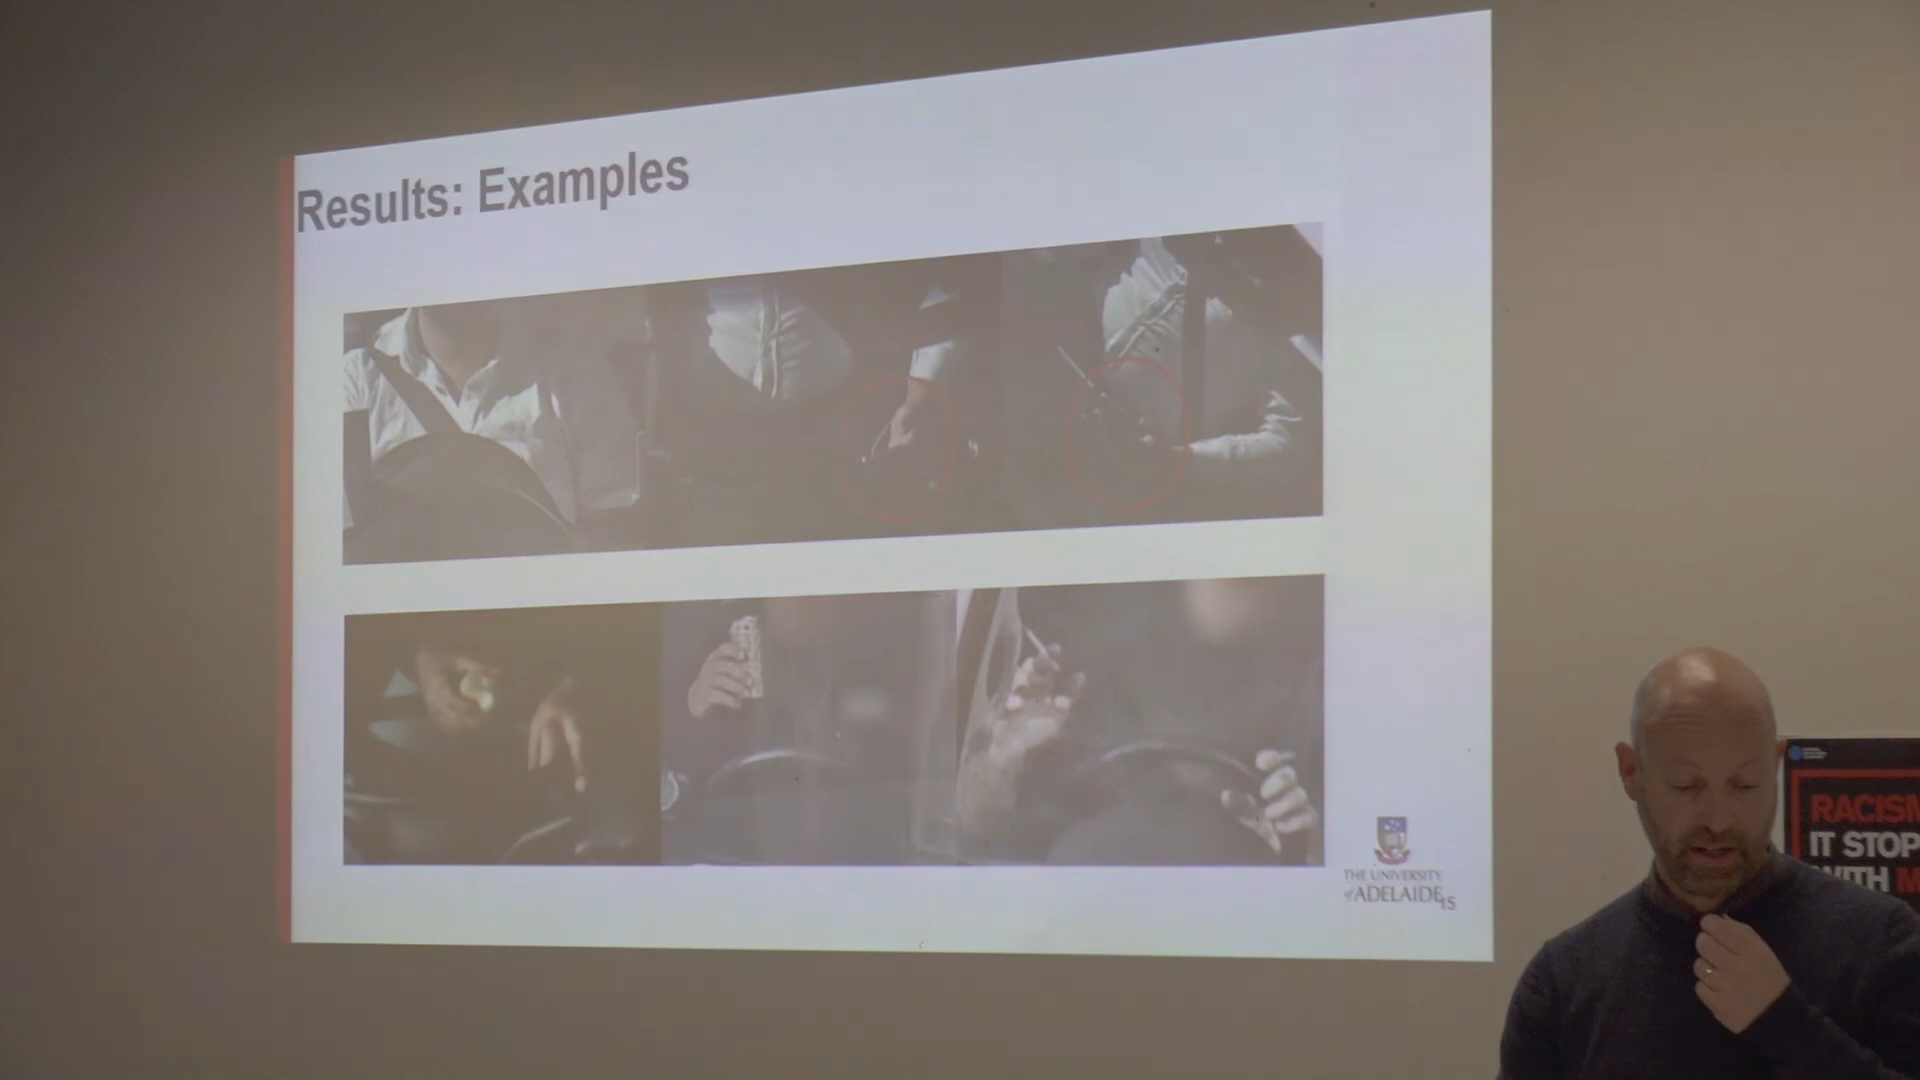 Results: Examples
THE UNIVERSITY
of ADELAIDE
15
RACISM
IT STOP
WITH M